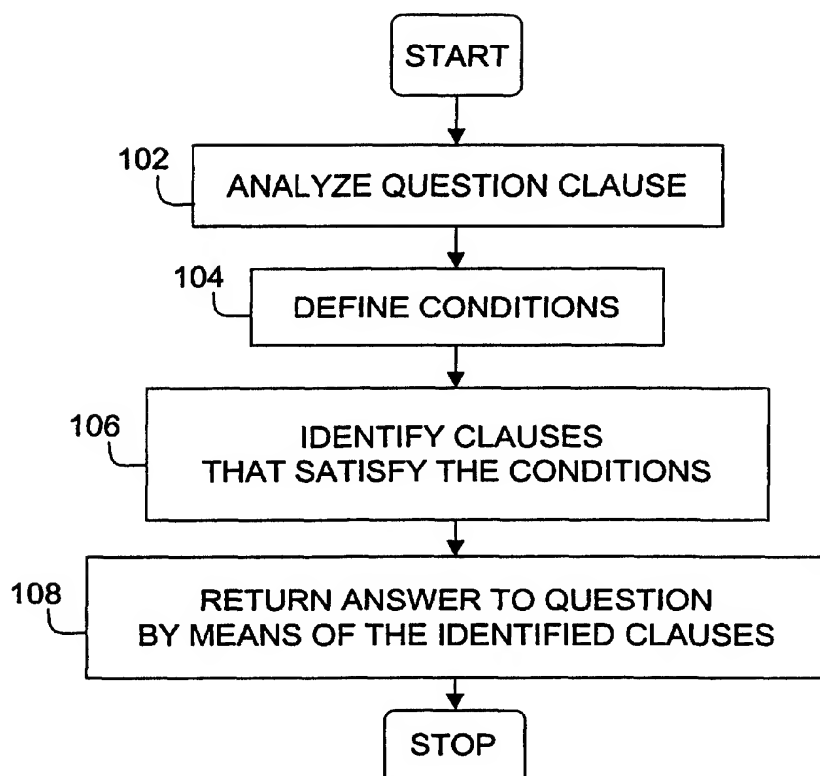 START
102
ANALYZE QUESTION CLAUSE
104
DEFINE CONDITIONS
106
IDENTIFY CLAUSES
THAT SATISFY THE CONDITIONS
108
RETURN ANSWER TO QUESTION
BY MEANS OF THE IDENTIFIED CLAUSES
STOP